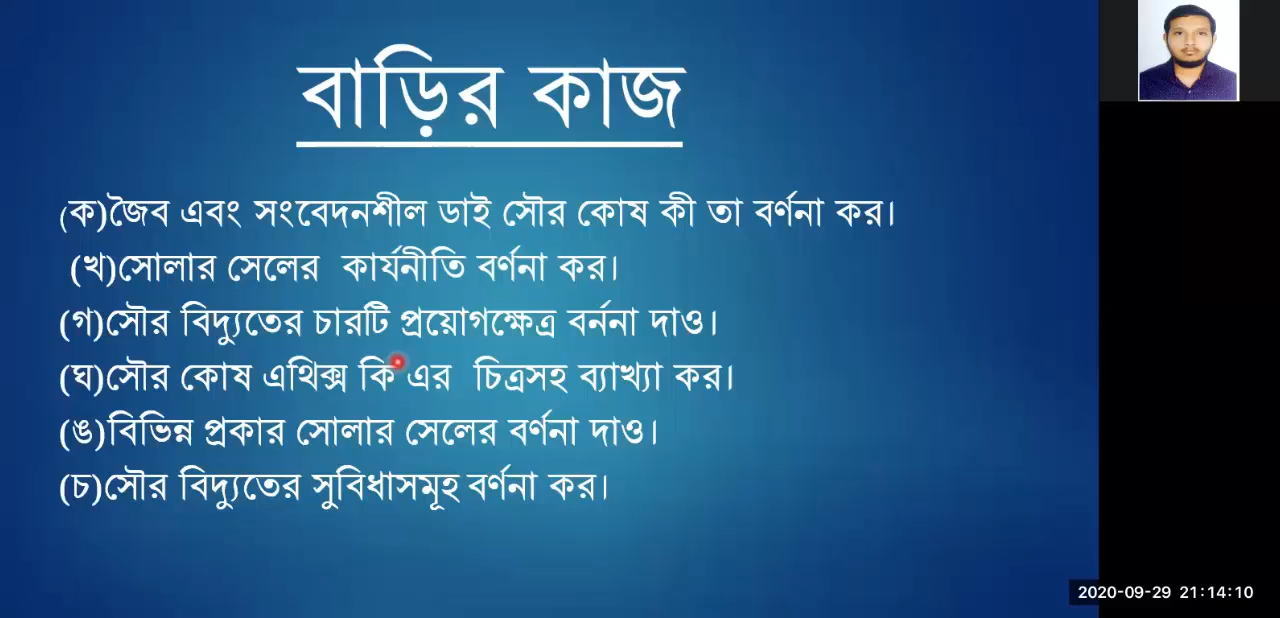 বাড়ির কাজ
(ক)জৈব এবং সংবেদনশীল ডাই সৌর কোষ কী তা বর্ণনা কর।
(খ)সোলার সেলের কার্যনীতি বর্ণনা কর।
(গ)সৌর বিদ্যুতের চারটি প্রয়োগক্ষেত্র বর্ননা দাও।
(ঘ)সৌর কোষ এথিক্স কি এর চিত্রসহ ব্যাখ্যা কর।
(ঙ)বিভিন্ন প্রকার সোলার সেলের বর্ণনা দাও।
(চ)সৌর বিদ্যুতের সুবিধাসমূহ বর্ণনা কর।
2020-09-29 21:14:10